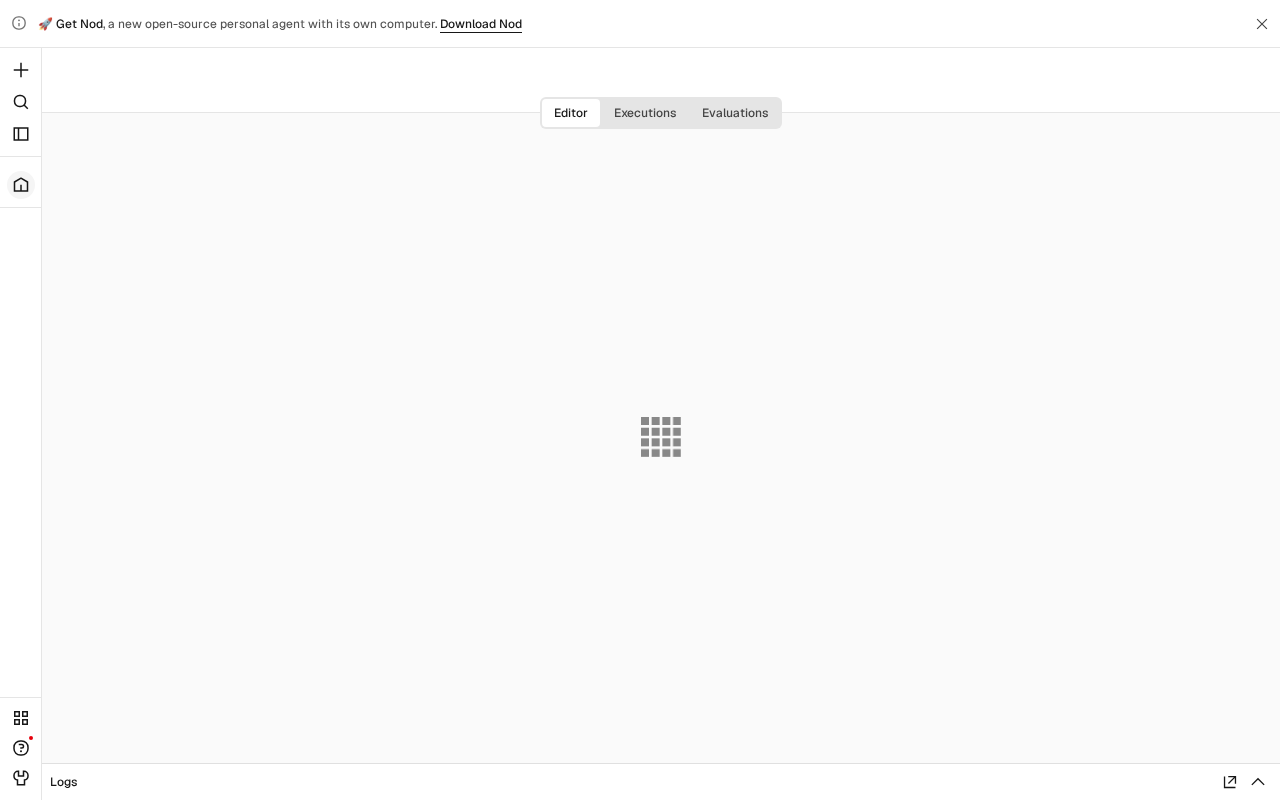 🚀 Get Nod, a new open-source personal agent with its own computer. Download Nod
Editor Executions Evaluations
Logs